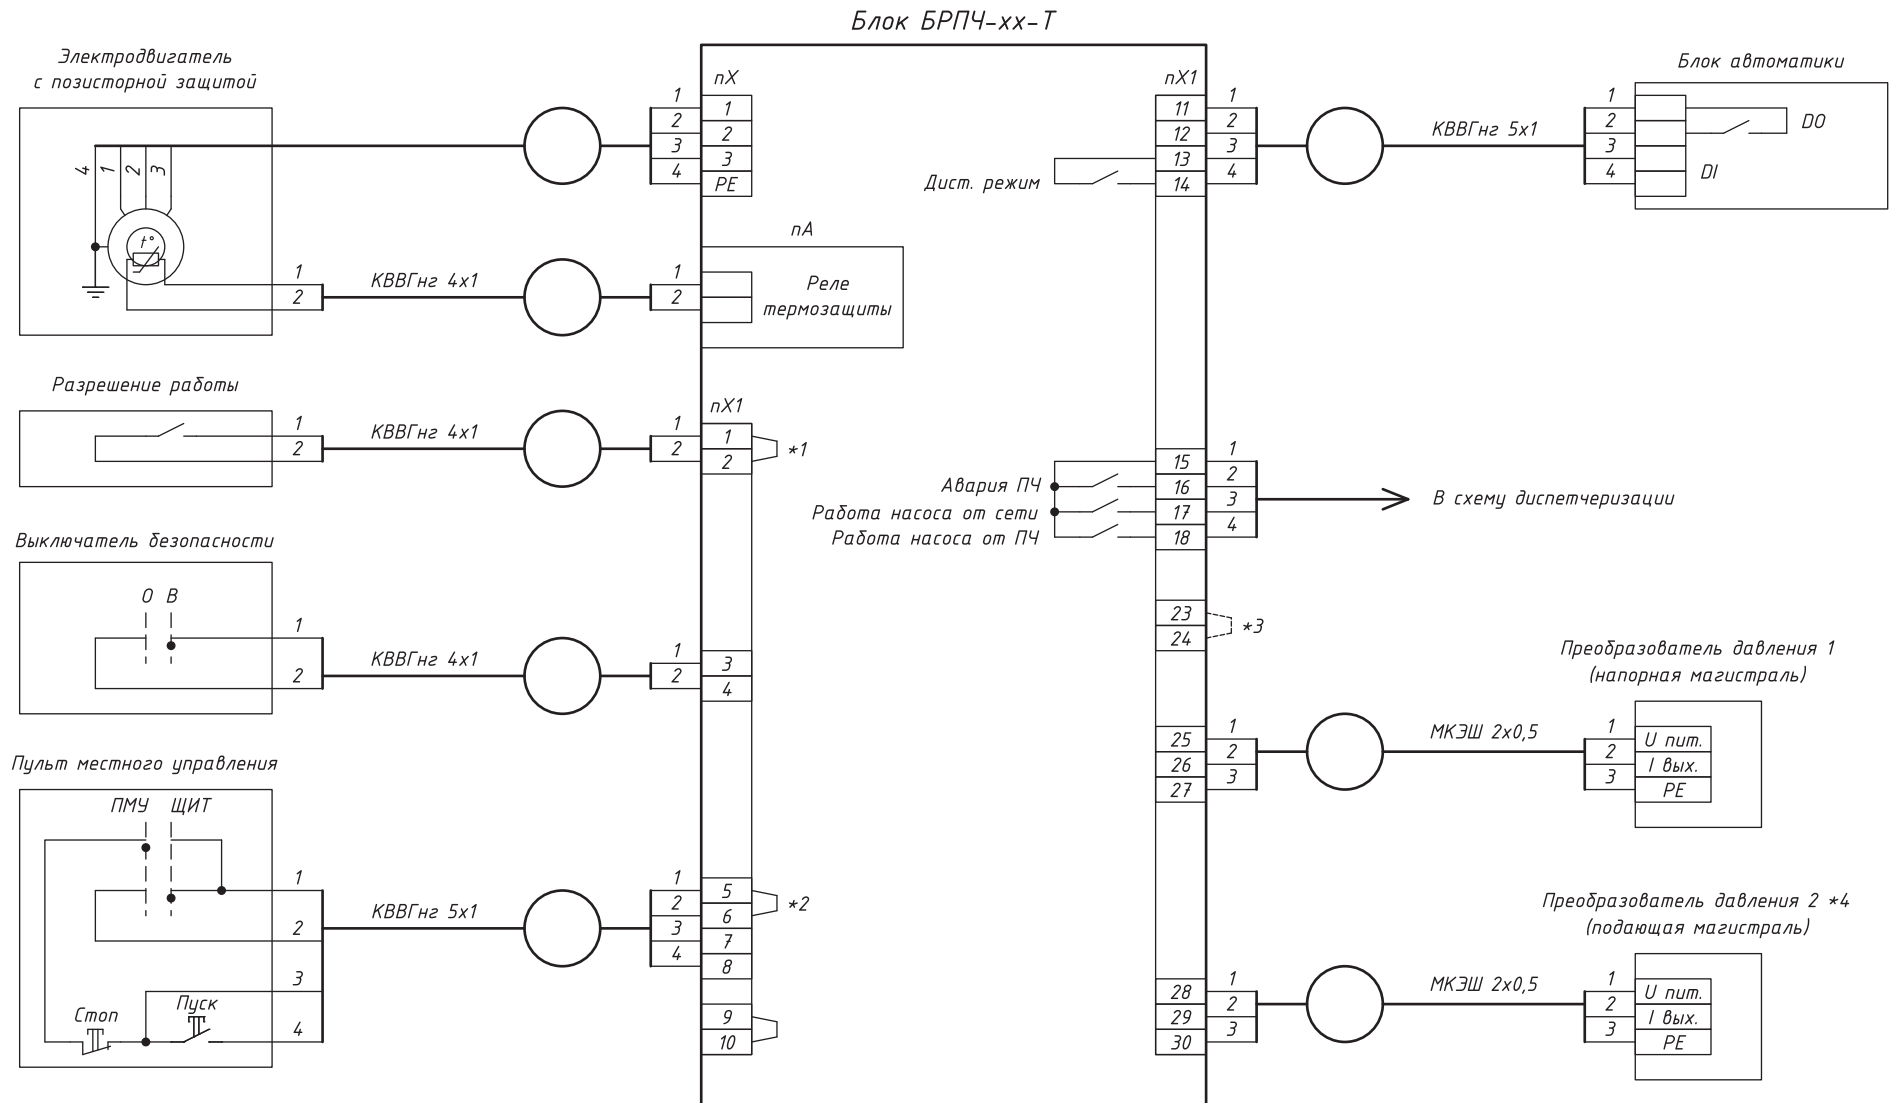 Блок БРПЧ-хх-Т
Электродвигатель
с позисторной защитой
4
1
2
3
t°
1
2
КВВГнг 4х1
1
2
3
4
nX
1
2
3
PE
nA
1
2
Реле
термозащиты
Разрешение работы
1
2
КВВГнг 4х1
1
2
nX1
1
2
*1
Выключатель безопасности
О В
1
2
КВВГнг 4х1
1
2
3
4
Пульт местного управления
ПМУ ЩИТ
1
2
3
4
Стоп
Пуск
КВВГнг 5х1
1
2
3
4
5
6
7
8
*2
9
10
nX1
11
12
13
14
Дист. режим
1
2
3
4
КВВГнг 5х1
Блок автоматики
1
2
3
4
DO
DI
Авария ПЧ
Работа насоса от сети
Работа насоса от ПЧ
15
16
17
18
1
2
3
4
В схему диспетчеризации
23
24
*3
25
26
27
1
2
3
МКЭШ 2х0,5
Преобразователь давления 1
(напорная магистраль)
1
2
3
U пит.
I вых.
PE
28
29
30
1
2
3
МКЭШ 2х0,5
Преобразователь давления 2 *4
(подающая магистраль)
1
2
3
U пит.
I вых.
PE